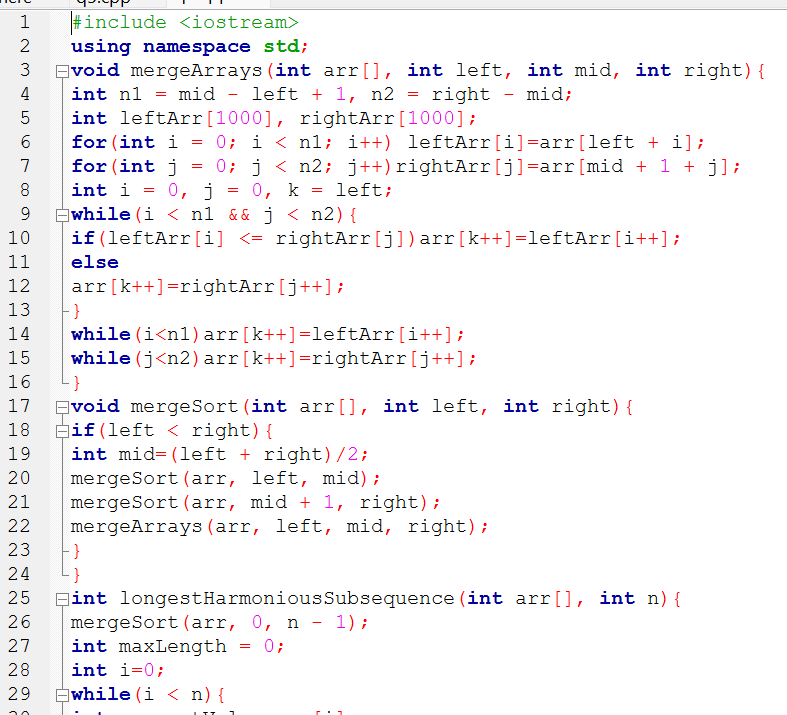 #include <iostream>
using namespace std;
void mergeArrays(int arr[], int left, int mid, int right){
int n1 = mid - left + 1, n2 = right - mid;
int leftArr[1000], rightArr[1000];
for(int i = 0; i < n1; i++) leftArr[i]=arr[left + i];
for(int j = 0; j < n2; j++)rightArr[j]=arr[mid + 1 + j];
int i = 0, j = 0, k = left;
while(i < n1 && j < n2){
if(leftArr[i] <= rightArr[j])arr[k++]=leftArr[i++];
else
arr[k++]=rightArr[j++];
}
while(i<n1)arr[k++]=leftArr[i++];
while(j<n2)arr[k++]=rightArr[j++];
}
void mergeSort(int arr[], int left, int right){
if(left < right){
int mid=(left + right)/2;
mergeSort(arr, left, mid);
mergeSort(arr, mid + 1, right);
mergeArrays(arr, left, mid, right);
}
}
int longestHarmoniousSubsequence(int arr[], int n){
mergeSort(arr, 0, n - 1);
int maxLength = 0;
int i=0;
while(i < n){